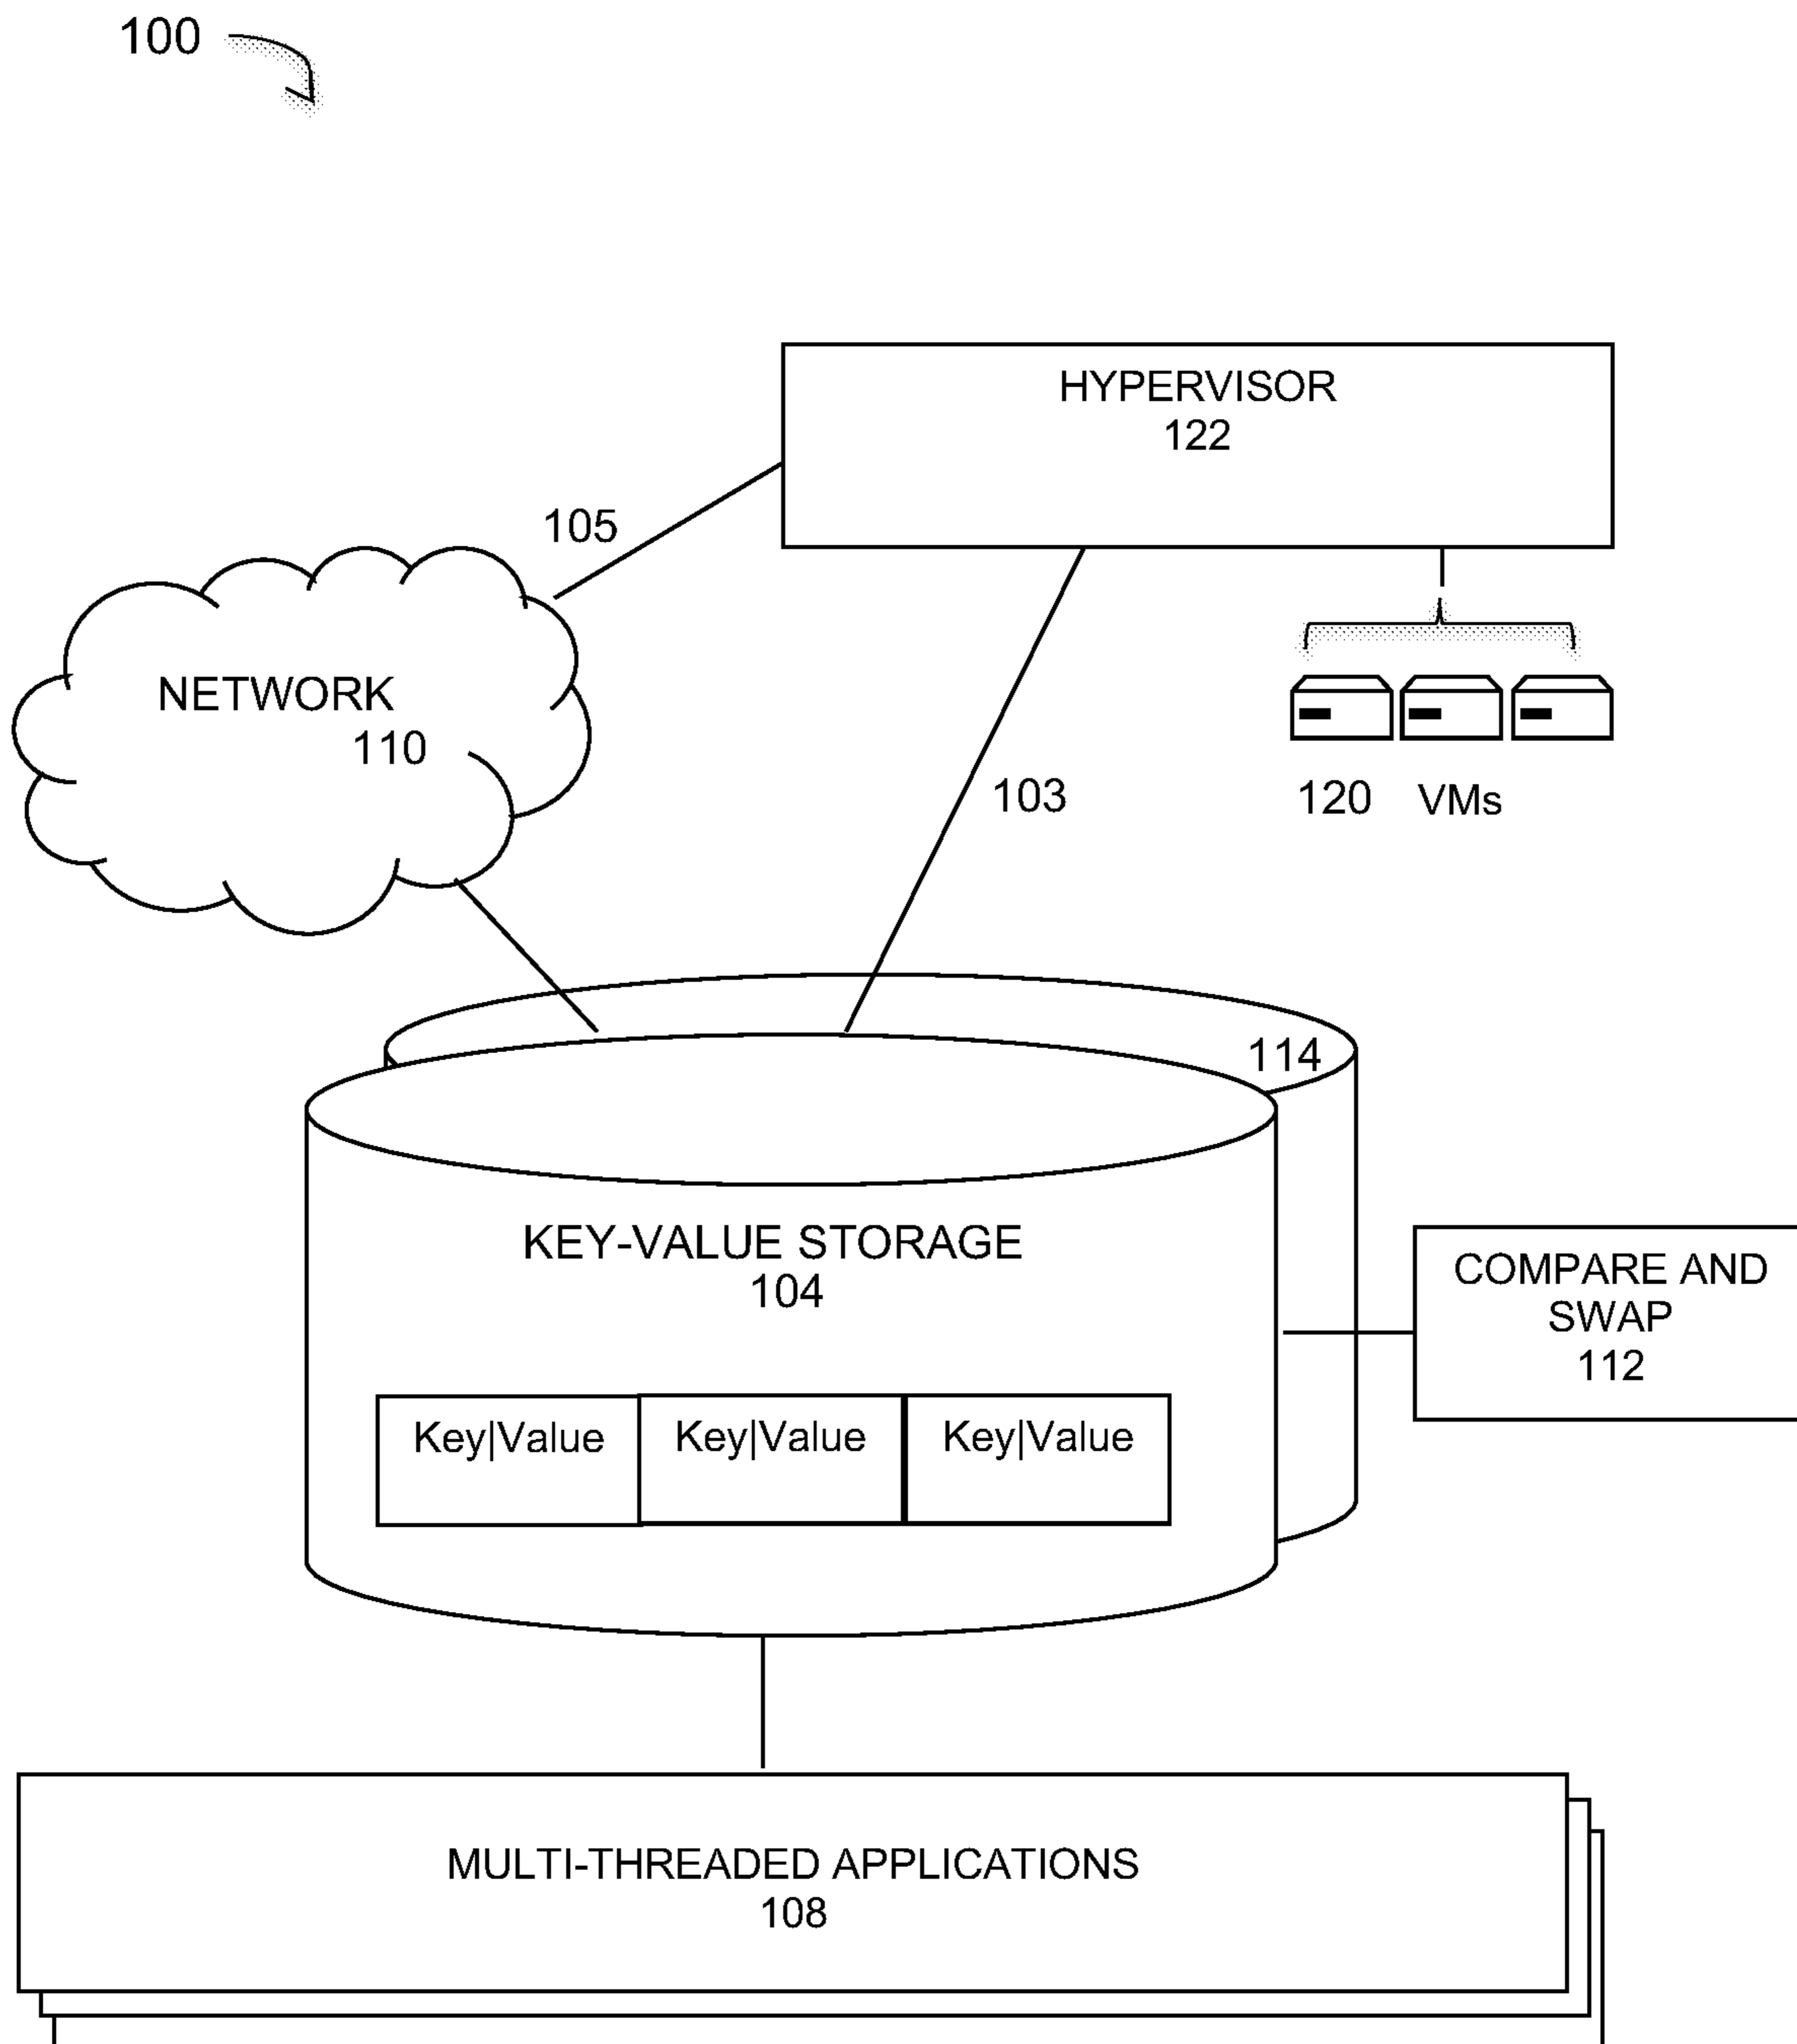 100
HYPERVISOR
122
105
NETWORK
110
103
120 VMs
114
KEY-VALUE STORAGE
104
COMPARE AND
SWAP
112
Key|Value Key|Value Key|Value
MULTI-THREADED APPLICATIONS
108